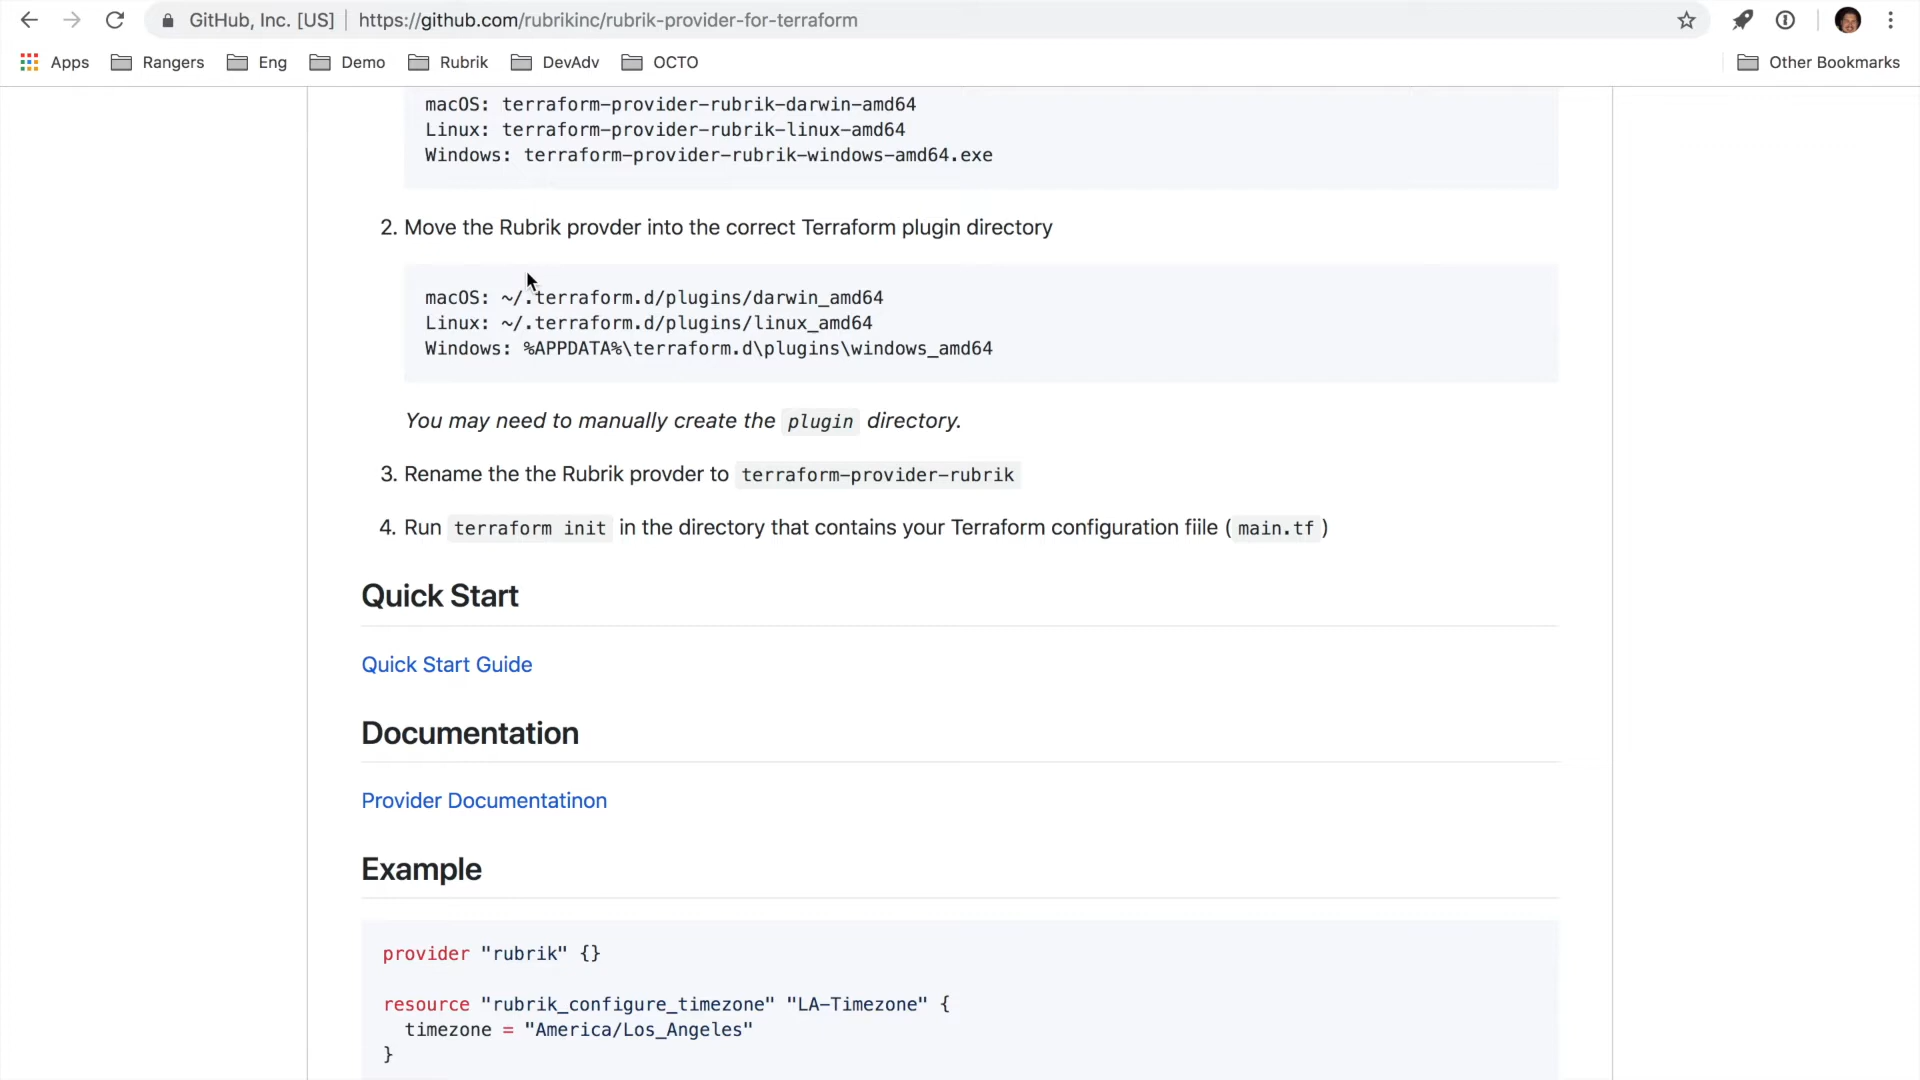 GitHub, Inc. [US] https://github.com/rubrikinc/rubrik-provider-for-terraform
Apps Rangers Eng Demo Rubrik DevAdv OCTO Other Bookmarks
macOS: terraform-provider-rubrik-darwin-amd64
Linux: terraform-provider-rubrik-linux-amd64
Windows: terraform-provider-rubrik-windows-amd64.exe
2. Move the Rubrik provder into the correct Terraform plugin directory
macOS: ~/.terraform.d/plugins/darwin_amd64
Linux: ~/.terraform.d/plugins/linux_amd64
Windows: %APPDATA%\terraform.d\plugins\windows_amd64
You may need to manually create the plugin directory.
3. Rename the the Rubrik provder to terraform-provider-rubrik
4. Run terraform init in the directory that contains your Terraform configuration fiile ( main.tf )
Quick Start
Quick Start Guide
Documentation
Provider Documentatinon
Example
provider "rubrik" {}
resource "rubrik_configure_timezone" "LA-Timezone" {
timezone = "America/Los_Angeles"
}